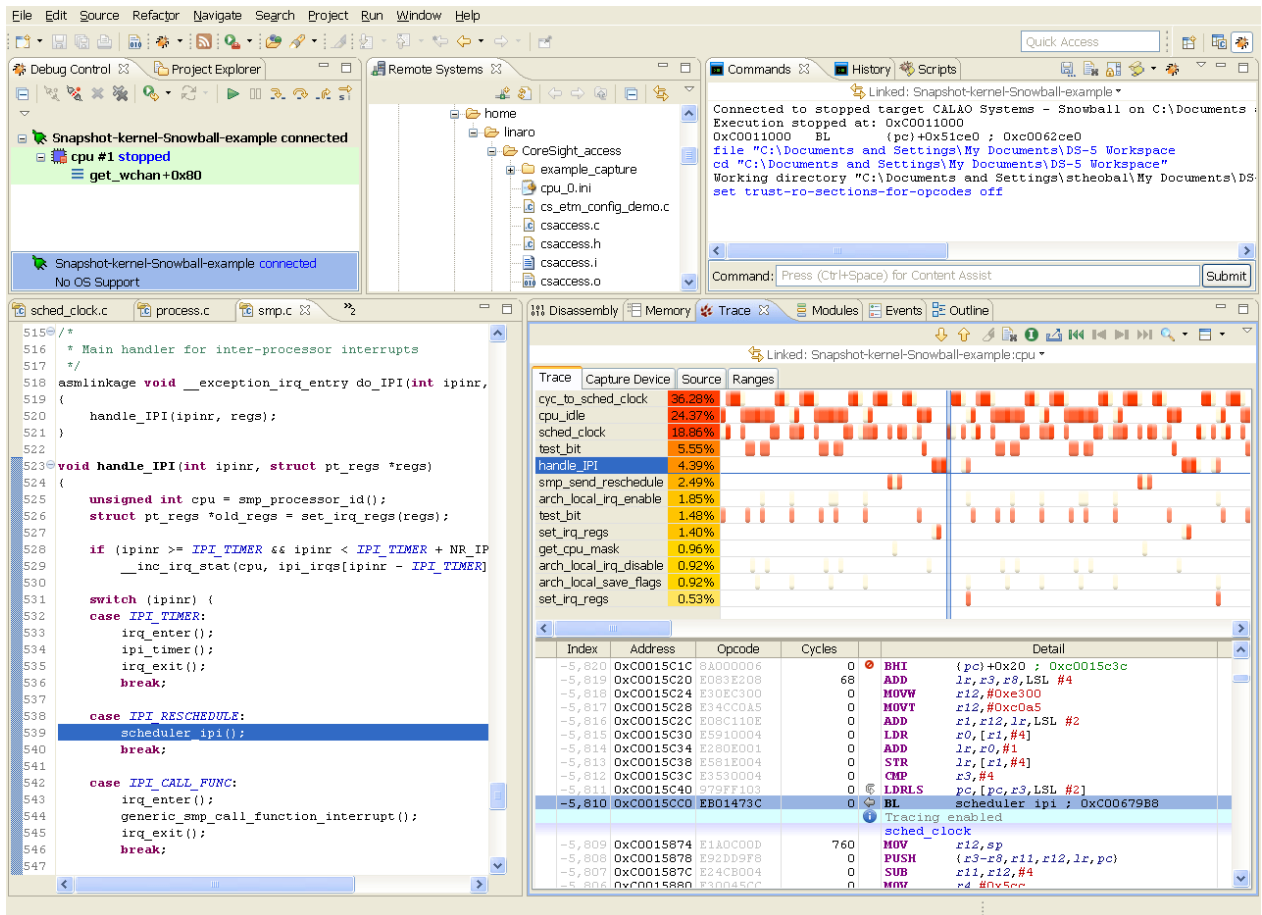 File Edit Source Refactor Navigate Search Project Run Window Help
Quick Access
Debug Control
Project Explorer
Snapshot-kernel-Snowball-example connected
cpu #1 stopped
get_wchan+0x80
Snapshot-kernel-Snowball-example connected
No OS Support
Remote Systems
home
linaro
CoreSight_access
example_capture
cpu_0.ini
cs_etm_config_demo.c
csaccess.c
csaccess.h
csaccess.i
csaccess.o
Commands
History
Scripts
Linked: Snapshot-kernel-Snowball-example
Connected to stopped target CALAO Systems - Snowball on C:\Documents
Execution stopped at: 0xC0011000
0xC0011000 BL {pc}+0x51ce0 ; 0xc0062ce0
file "C:\Documents and Settings\My Documents\DS-5 Workspace
cd "C:\Documents and Settings\My Documents\DS-5 Workspace"
Working directory "C:\Documents and Settings\stheobal\My Documents\DS-
set trust-ro-sections-for-opcodes off
Command: Press (Ctrl+Space) for Content Assist Submit
sched_clock.c
process.c
smp.c
2
515 /*
516 * Main handler for inter-processor interrupts
517 */
518 asmlinkage void __exception_irq_entry do_IPI(int ipinr,
519 {
520 handle_IPI(ipinr, regs);
521 }
522
523 void handle_IPI(int ipinr, struct pt_regs *regs)
524 {
525 unsigned int cpu = smp_processor_id();
526 struct pt_regs *old_regs = set_irq_regs(regs);
527
528 if (ipinr >= IPI_TIMER && ipinr < IPI_TIMER + NR_IP
529 __inc_irq_stat(cpu, ipi_irqs[ipinr - IPI_TIMER]
530
531 switch (ipinr) {
532 case IPI_TIMER:
533 irq_enter();
534 ipi_timer();
535 irq_exit();
536 break;
537
538 case IPI_RESCHEDULE:
539 scheduler_ipi();
540 break;
541
542 case IPI_CALL_FUNC:
543 irq_enter();
544 generic_smp_call_function_interrupt();
545 irq_exit();
546 break;
547
Disassembly
Memory
Trace
Modules
Events
Outline
Linked: Snapshot-kernel-Snowball-example:cpu
Trace Capture Device Source Ranges
cyc_to_sched_clock 36.28%
cpu_idle 24.37%
sched_clock 18.86%
test_bit 5.55%
handle_IPI 4.39%
smp_send_reschedule 2.49%
arch_local_irq_enable 1.85%
test_bit 1.48%
set_irq_regs 1.40%
get_cpu_mask 0.96%
arch_local_irq_disable 0.92%
arch_local_save_flags 0.92%
set_irq_regs 0.53%
Index Address Opcode Cycles Detail
-5,820 0xC0015C1C 8A000006 0 BHI {pc}+0x20 ; 0xc0015c3c
-5,819 0xC0015C20 E083E208 68 ADD lr,r3,r8,LSL #4
-5,818 0xC0015C24 E30EC300 0 MOVW r12,#0xe300
-5,817 0xC0015C28 E34CC0A5 0 MOVT r12,#0xc0a5
-5,816 0xC0015C2C E08C110E 0 ADD r1,r12,lr,LSL #2
-5,815 0xC0015C30 E5910004 0 LDR r0,[r1,#4]
-5,814 0xC0015C34 E280E001 0 ADD lr,r0,#1
-5,813 0xC0015C38 E581E004 0 STR lr,[r1,#4]
-5,812 0xC0015C3C E3530004 0 CMP r3,#4
-5,811 0xC0015C40 979FF103 0 LDRLS pc,[pc,r3,LSL #2]
-5,810 0xC0015CC0 EB01473C 0 BL scheduler_ipi ; 0xC00679B8
Tracing enabled
sched_clock
-5,809 0xC0015874 E1A0C00D 760 MOV r12,sp
-5,808 0xC0015878 E92DD9F8 0 PUSH {r3-r8,r11,r12,lr,pc}
-5,807 0xC001587C E24CB004 0 SUB r11,r12,#4
-5,806 0xC0015880 E30045CC 0 MOV r4,#0x5cc